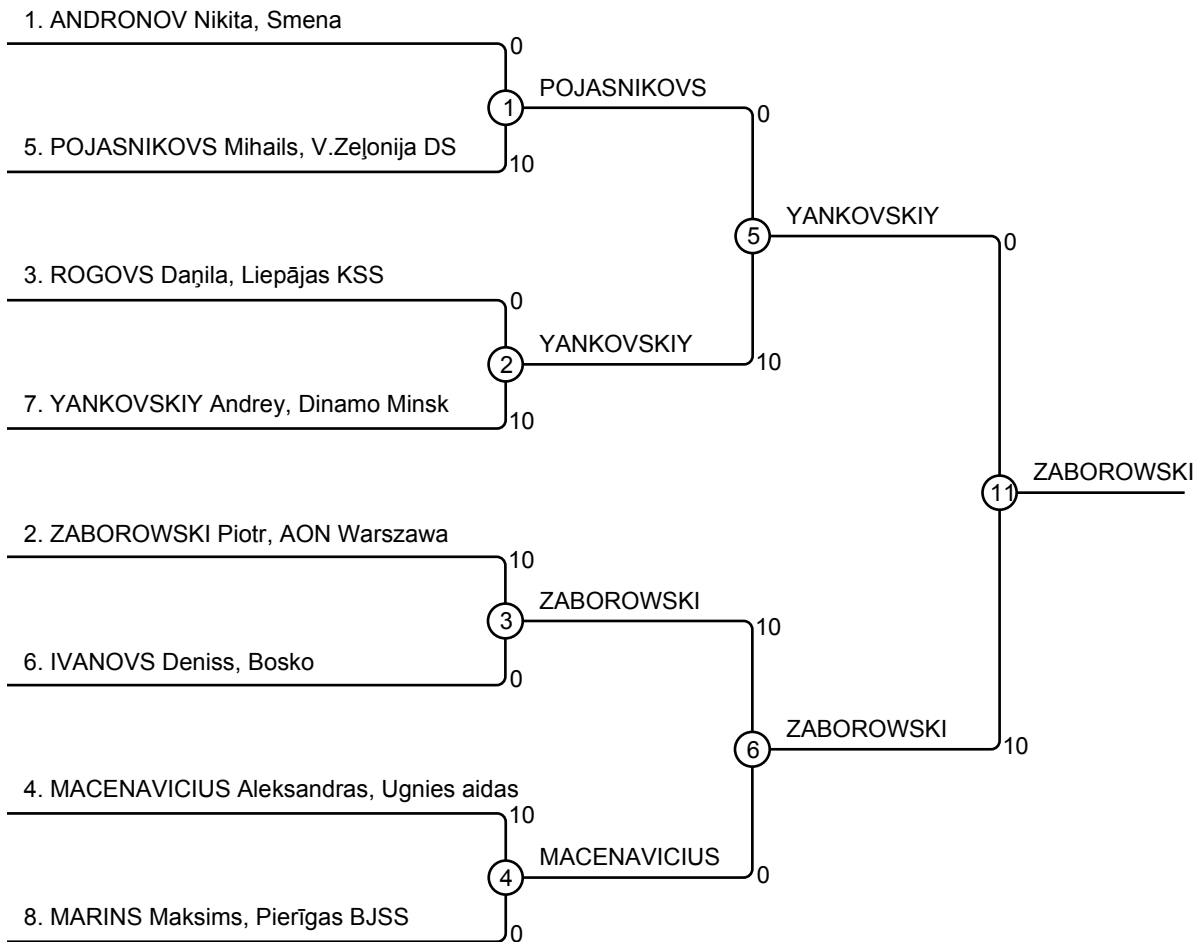 1. ANDRONOV Nikita, Smena
0
POJASNIKOVS
1
0
5. POJASNIKOVS Mihails, V.Zeļonija DS
10
YANKOVSKIY
5
0
3. ROGOVS Daņila, Liepājas KSS
0
YANKOVSKIY
2
10
7. YANKOVSKIY Andrey, Dinamo Minsk
10
ZABOROWSKI
11
2. ZABOROWSKI Piotr, AON Warszawa
10
ZABOROWSKI
3
10
6. IVANOVS Deniss, Bosko
0
ZABOROWSKI
6
10
4. MACENAVICIUS Aleksandras, Ugnies aidas
10
MACENAVICIUS
4
0
8. MARINS Maksims, Pierīgas BJSS
0